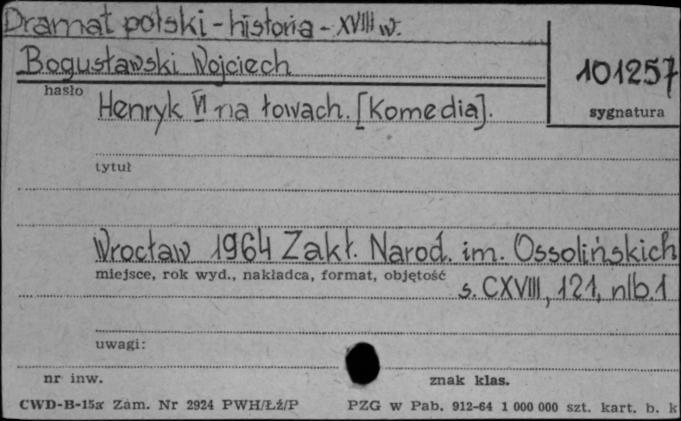 Dramat polski - historia - XVIII w.
Bogusławski Wojciech
101257
hasło
sygnatura
Henryk VI na łowach. [Komedia].
tytuł
Wrocław 1964 Zakł. Narod. im. Ossolińskich
miejsce, rok wyd., nakładca, format, objętość
s. CXVIII, 121, nlb. 1
uwagi:
nr inw.
znak klas.
CWD-B-15a Zam. Nr 2924 PWH/Łź/P PZG w Pab. 912-64 1 000 000 szt. kart. b. k